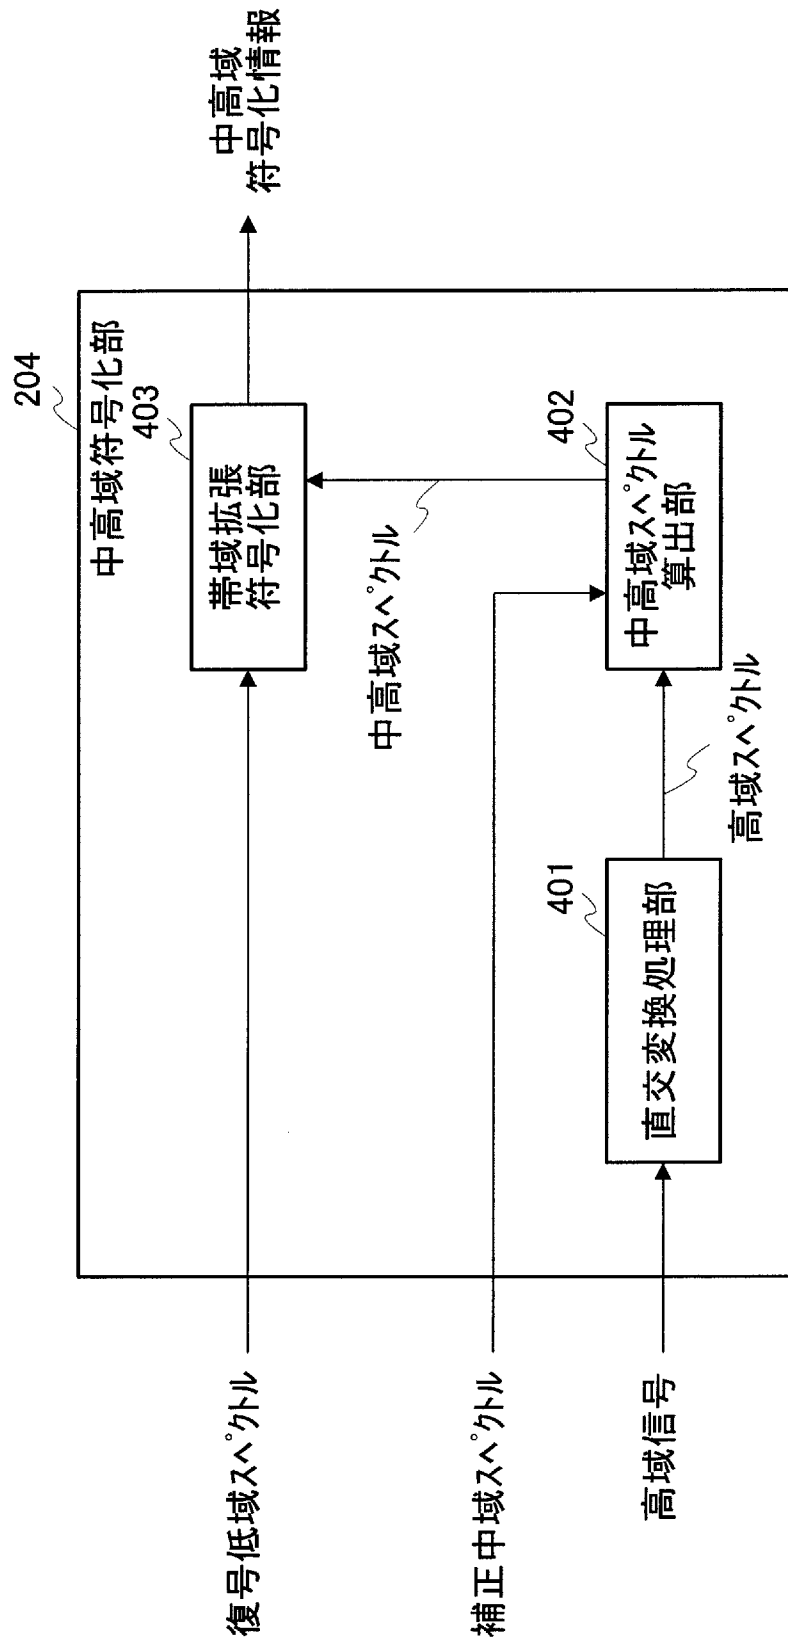 204
中高域符号化部
復号低域スペクトル
403
帯域拡張
符号化部
中高域
符号化情報
中高域スペクトル
補正中域スペクトル
402
中高域スペクトル
算出部
高域スペクトル
401
直交変換処理部
高域信号